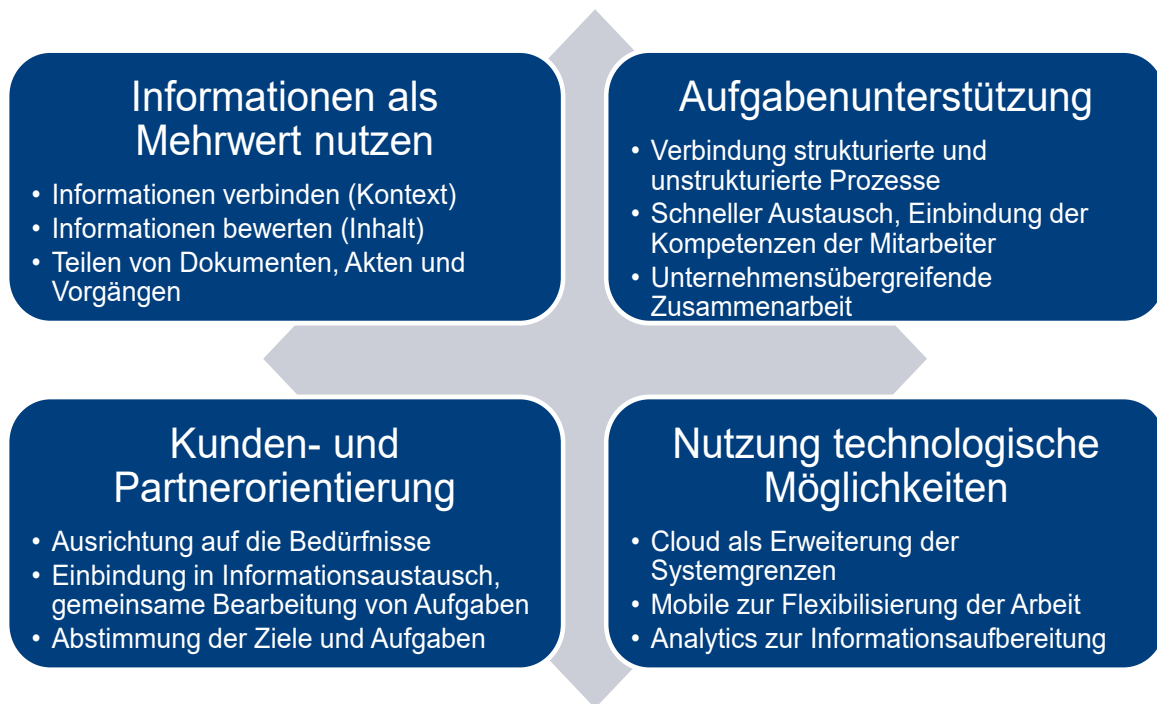 Informationen als
Mehrwert nutzen
• Informationen verbinden (Kontext)
• Informationen bewerten (Inhalt)
• Teilen von Dokumenten, Akten und
Vorgängen
Aufgabenunterstützung
• Verbindung strukturierte und
unstrukturierte Prozesse
• Schneller Austausch, Einbindung der
Kompetenzen der Mitarbeiter
• Unternehmensübergreifende
Zusammenarbeit
Kunden- und
Partnerorientierung
• Ausrichtung auf die Bedürfnisse
• Einbindung in Informationsaustausch,
gemeinsame Bearbeitung von Aufgaben
• Abstimmung der Ziele und Aufgaben
Nutzung technologische
Möglichkeiten
• Cloud als Erweiterung der
Systemgrenzen
• Mobile zur Flexibilisierung der Arbeit
• Analytics zur Informationsaufbereitung